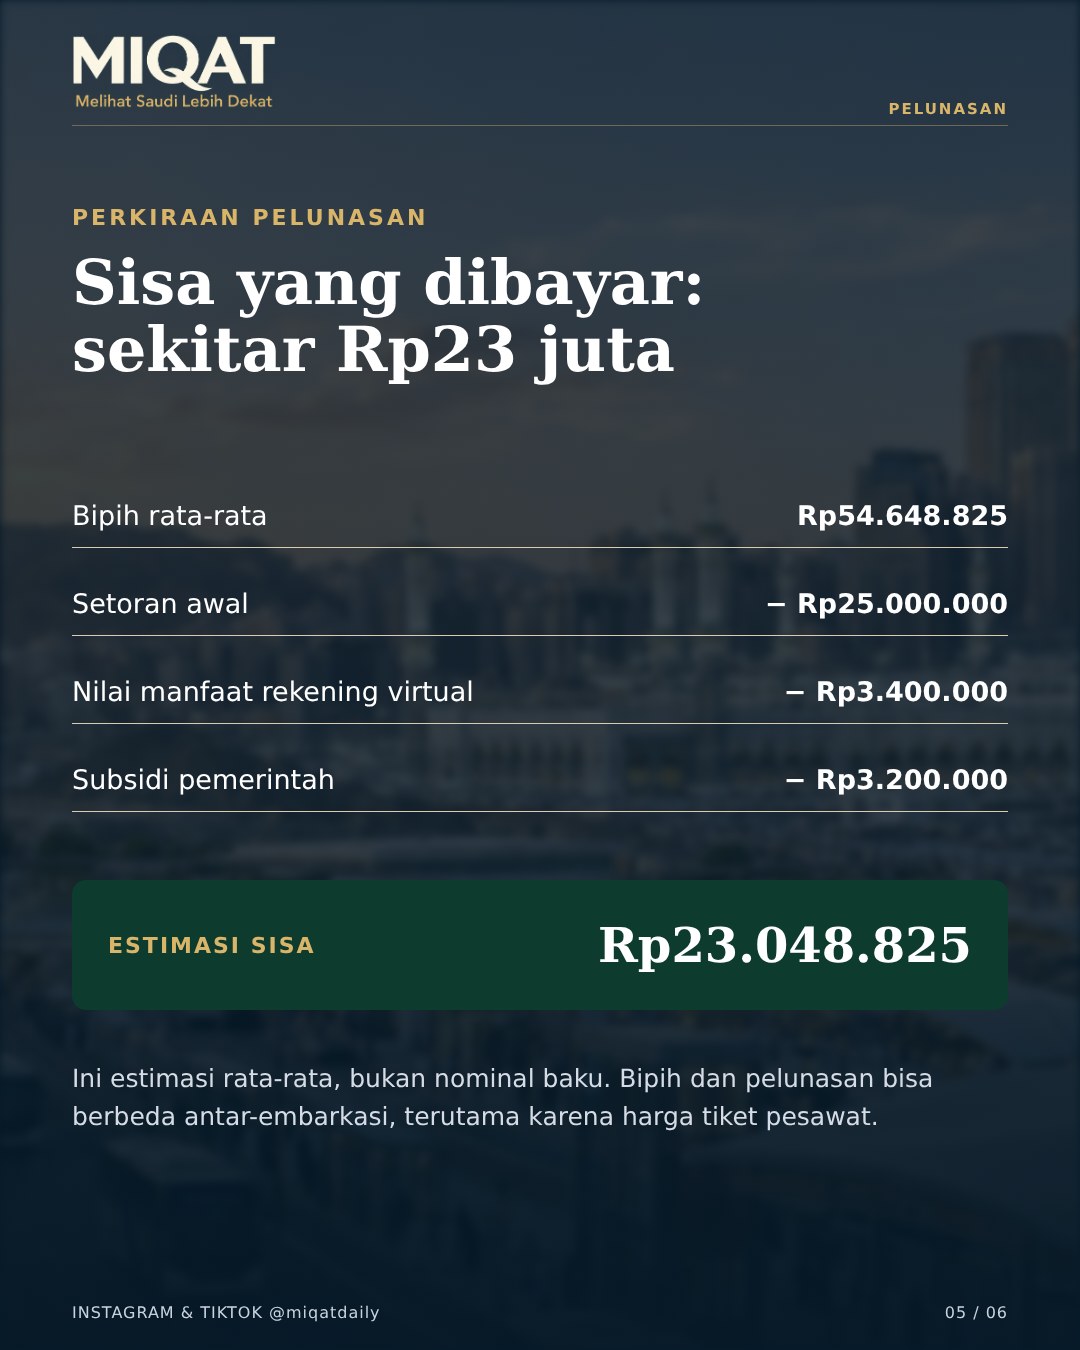 MIQAT
Melihat Saudi Lebih Dekat
PELUNASAN
PERKIRAAN PELUNASAN
Sisa yang dibayar:
sekitar Rp23 juta
Bipih rata-rata Rp54.648.825
Setoran awal − Rp25.000.000
Nilai manfaat rekening virtual − Rp3.400.000
Subsidi pemerintah − Rp3.200.000
ESTIMASI SISA Rp23.048.825
Ini estimasi rata-rata, bukan nominal baku. Bipih dan pelunasan bisa
berbeda antar-embarkasi, terutama karena harga tiket pesawat.
INSTAGRAM & TIKTOK @miqatdaily 05 / 06